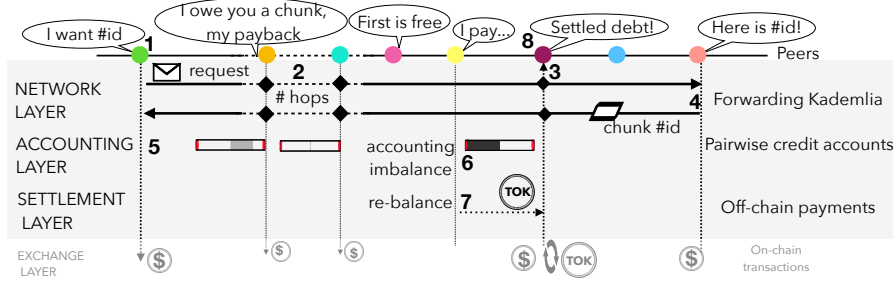 I want #id
I owe you a chunk,
my payback
First is free
I pay...
Settled debt!
Here is #id!
1
8
Peers
request
2
3
NETWORK
LAYER
# hops
4
Forwarding Kademlia
chunk #id
ACCOUNTING
LAYER
5
accounting
imbalance
6
Pairwise credit accounts
SETTLEMENT
LAYER
re-balance
7
TOK
Off-chain payments
EXCHANGE
LAYER
$
$
$
$
TOK
$
On-chain
transactions